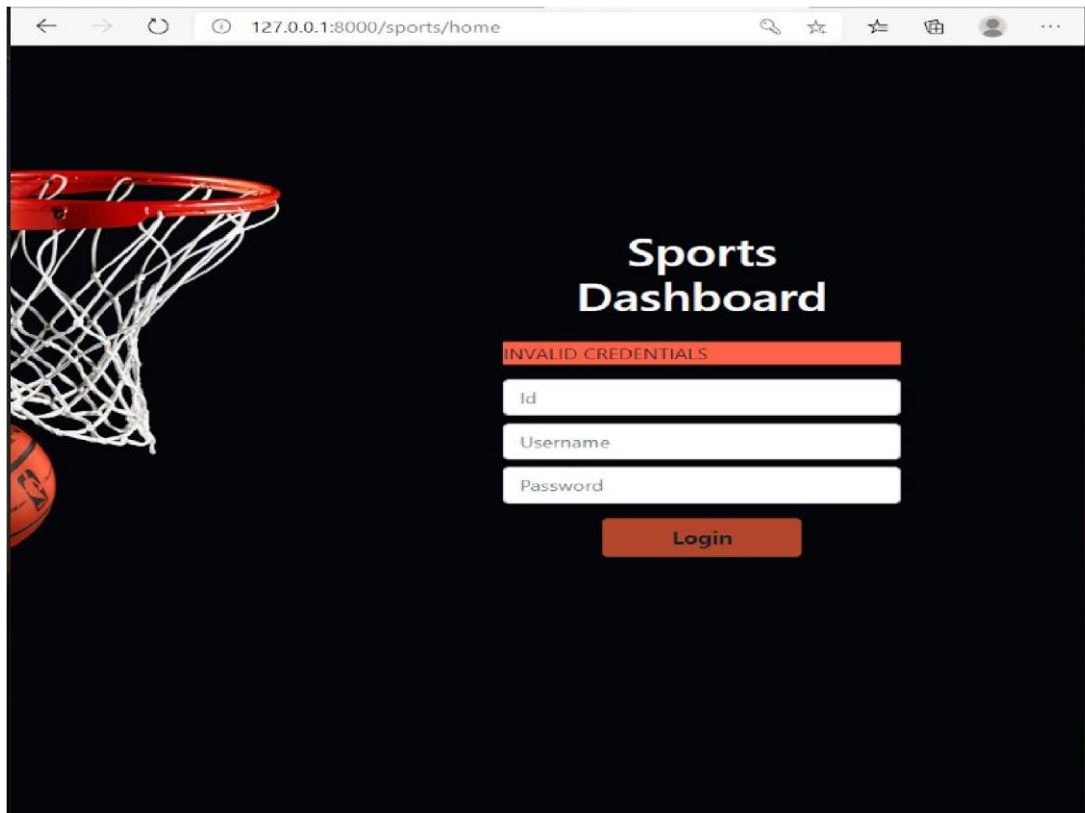 127.0.0.1:8000/sports/home
Sports
Dashboard
INVALID CREDENTIALS
Id
Username
Password
Login